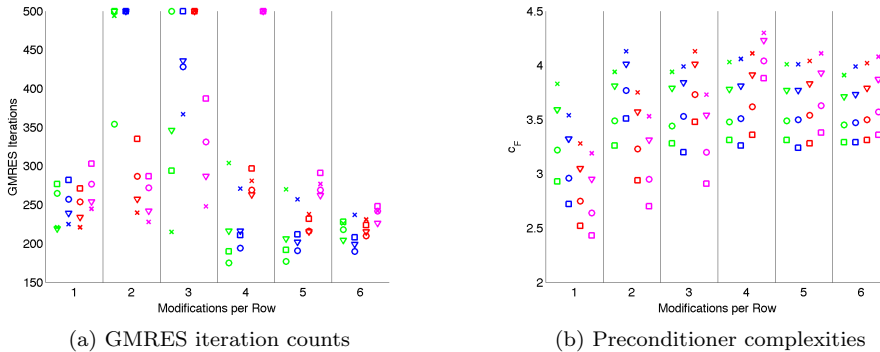 500
450
400
350
300
250
200
150
GMRES Iterations
1 2 3 4 5 6
Modifications per Row
(a) GMRES iteration counts
4.5
4
3.5
3
2.5
2
c_F
1 2 3 4 5 6
Modifications per Row
(b) Preconditioner complexities